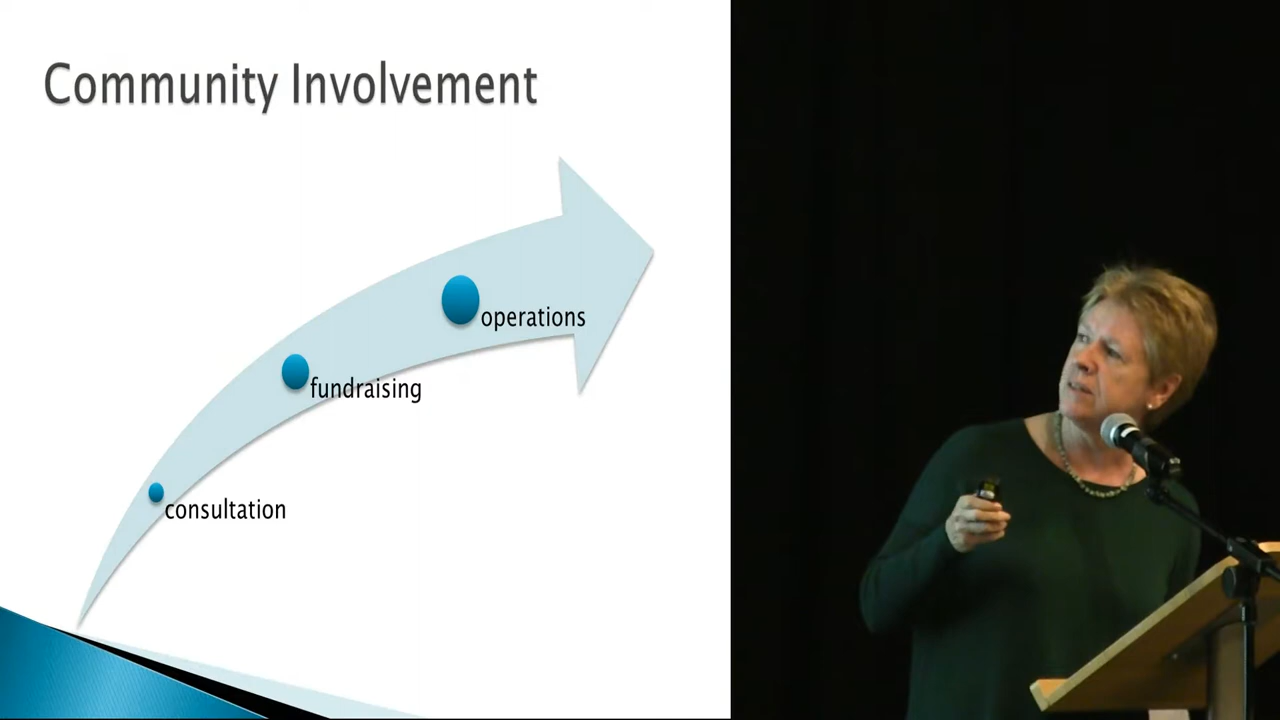 Community Involvement
operations
fundraising
consultation